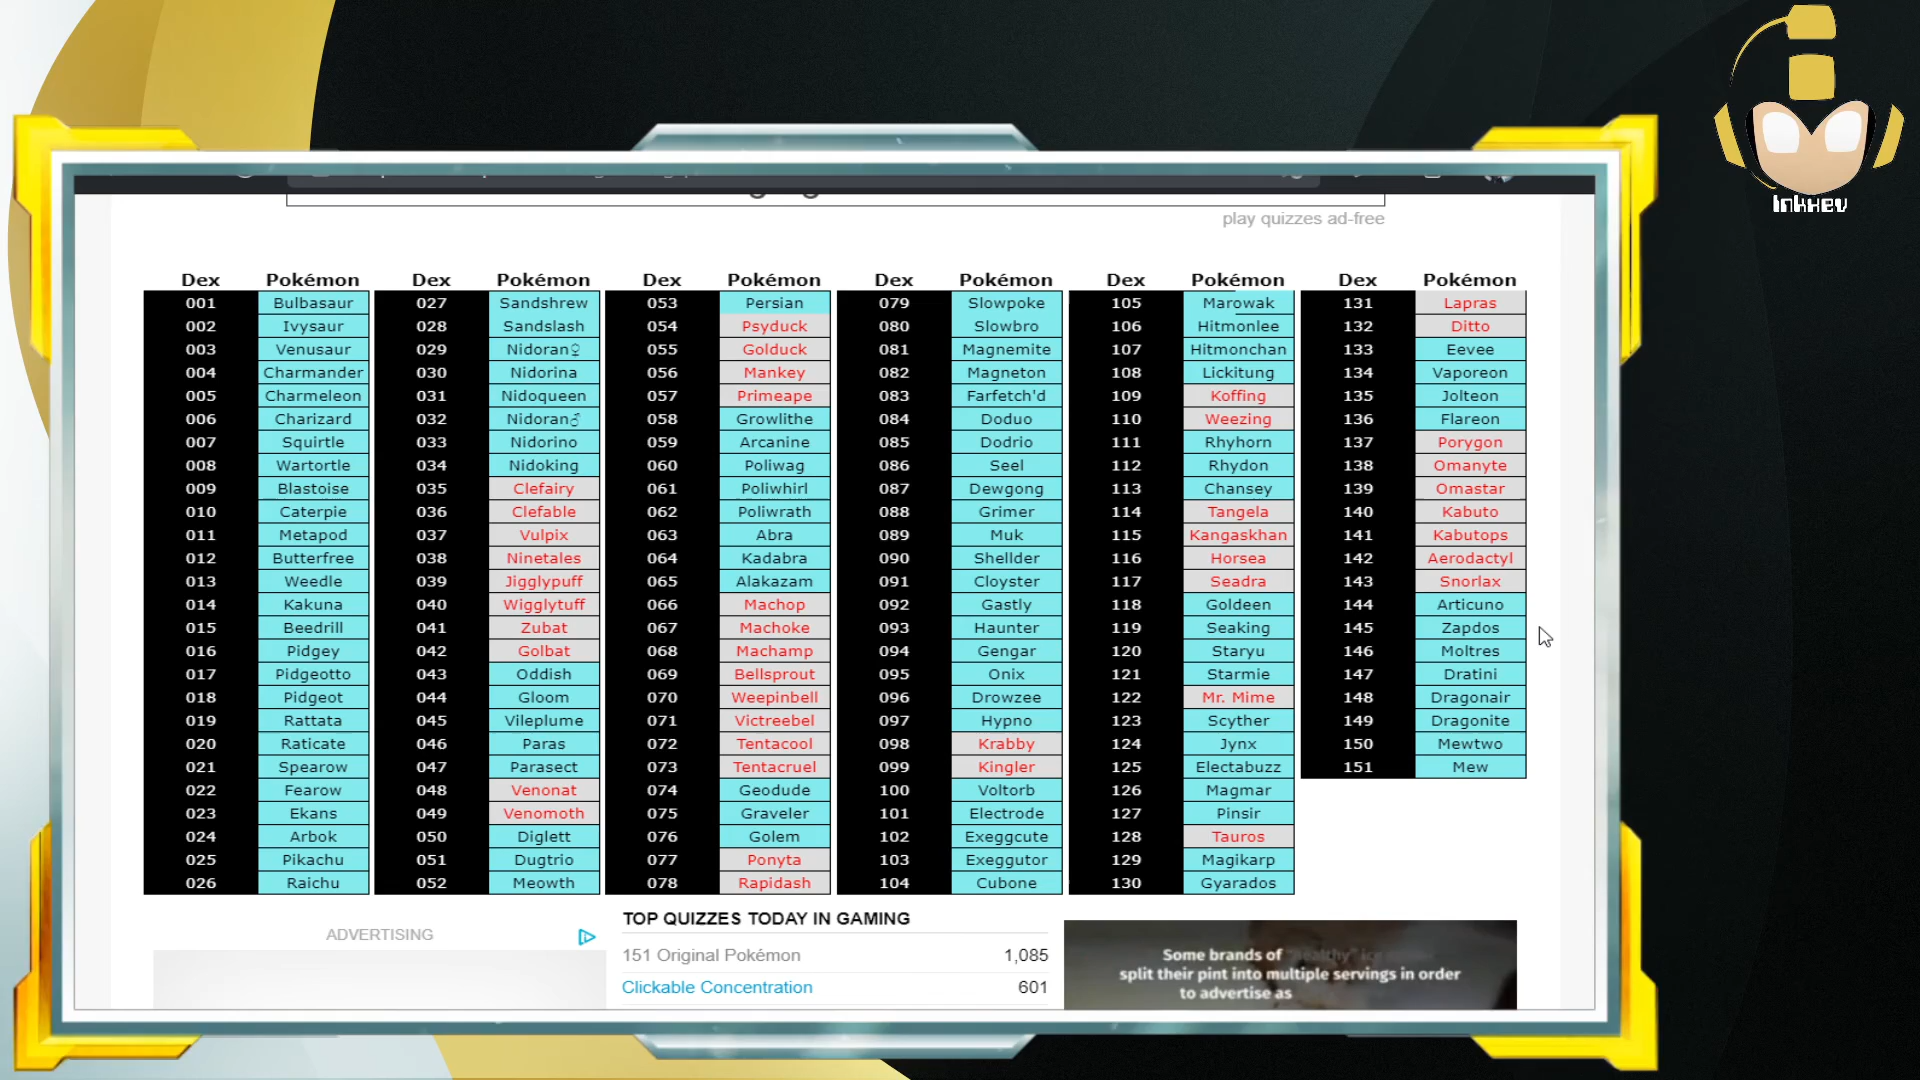 inkHev
play quizzes ad-free
Dex Pokémon Dex Pokémon Dex Pokémon Dex Pokémon Dex Pokémon Dex Pokémon
001 Bulbasaur 027 Sandshrew 053 Persian 079 Slowpoke 105 Marowak 131 Lapras
002 Ivysaur 028 Sandslash 054 Psyduck 080 Slowbro 106 Hitmonlee 132 Ditto
003 Venusaur 029 Nidoran♀ 055 Golduck 081 Magnemite 107 Hitmonchan 133 Eevee
004 Charmander 030 Nidorina 056 Mankey 082 Magneton 108 Lickitung 134 Vaporeon
005 Charmeleon 031 Nidoqueen 057 Primeape 083 Farfetch'd 109 Koffing 135 Jolteon
006 Charizard 032 Nidoran♂ 058 Growlithe 084 Doduo 110 Weezing 136 Flareon
007 Squirtle 033 Nidorino 059 Arcanine 085 Dodrio 111 Rhyhorn 137 Porygon
008 Wartortle 034 Nidoking 060 Poliwag 086 Seel 112 Rhydon 138 Omanyte
009 Blastoise 035 Clefairy 061 Poliwhirl 087 Dewgong 113 Chansey 139 Omastar
010 Caterpie 036 Clefable 062 Poliwrath 088 Grimer 114 Tangela 140 Kabuto
011 Metapod 037 Vulpix 063 Abra 089 Muk 115 Kangaskhan 141 Kabutops
012 Butterfree 038 Ninetales 064 Kadabra 090 Shellder 116 Horsea 142 Aerodactyl
013 Weedle 039 Jigglypuff 065 Alakazam 091 Cloyster 117 Seadra 143 Snorlax
014 Kakuna 040 Wigglytuff 066 Machop 092 Gastly 118 Goldeen 144 Articuno
015 Beedrill 041 Zubat 067 Machoke 093 Haunter 119 Seaking 145 Zapdos
016 Pidgey 042 Golbat 068 Machamp 094 Gengar 120 Staryu 146 Moltres
017 Pidgeotto 043 Oddish 069 Bellsprout 095 Onix 121 Starmie 147 Dratini
018 Pidgeot 044 Gloom 070 Weepinbell 096 Drowzee 122 Mr. Mime 148 Dragonair
019 Rattata 045 Vileplume 071 Victreebel 097 Hypno 123 Scyther 149 Dragonite
020 Raticate 046 Paras 072 Tentacool 098 Krabby 124 Jynx 150 Mewtwo
021 Spearow 047 Parasect 073 Tentacruel 099 Kingler 125 Electabuzz 151 Mew
022 Fearow 048 Venonat 074 Geodude 100 Voltorb 126 Magmar
023 Ekans 049 Venomoth 075 Graveler 101 Electrode 127 Pinsir
024 Arbok 050 Diglett 076 Golem 102 Exeggcute 128 Tauros
025 Pikachu 051 Dugtrio 077 Ponyta 103 Exeggutor 129 Magikarp
026 Raichu 052 Meowth 078 Rapidash 104 Cubone 130 Gyarados
ADVERTISING
TOP QUIZZES TODAY IN GAMING
151 Original Pokémon 1,085
Clickable Concentration 601
Some brands of "healthy" ice
split their pint into multiple servings in order
to advertise as